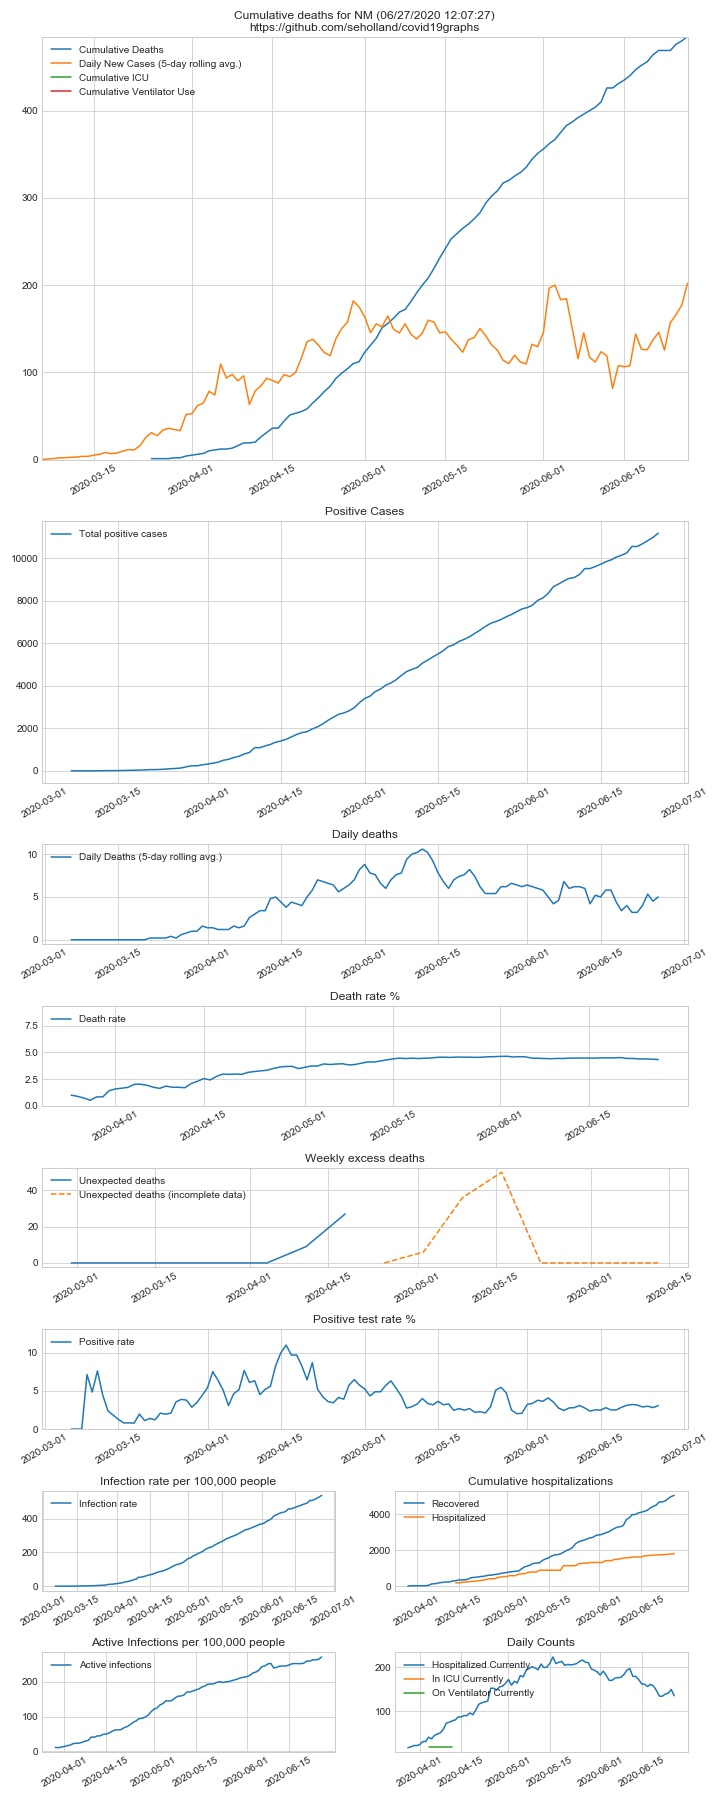 Cumulative deaths for NM (06/27/2020 12:07:27)
https://github.com/seholland/covid19graphs
Cumulative Deaths
Daily New Cases (5-day rolling avg.)
Cumulative ICU
Cumulative Ventilator Use
400
300
200
100
0
2020-03-15 2020-04-01 2020-04-15 2020-05-01 2020-05-15 2020-06-01 2020-06-15
Positive Cases
Total positive cases
10000
8000
6000
4000
2000
0
2020-03-01 2020-03-15 2020-04-01 2020-04-15 2020-05-01 2020-05-15 2020-06-01 2020-06-15 2020-07-01
Daily deaths
Daily Deaths (5-day rolling avg.)
10
5
0
2020-03-01 2020-03-15 2020-04-01 2020-04-15 2020-05-01 2020-05-15 2020-06-01 2020-06-15 2020-07-01
Death rate %
Death rate
7.5
5.0
2.5
0.0
2020-04-01 2020-04-15 2020-05-01 2020-05-15 2020-06-01 2020-06-15
Weekly excess deaths
Unexpected deaths
Unexpected deaths (incomplete data)
40
20
0
2020-03-01 2020-03-15 2020-04-01 2020-04-15 2020-05-01 2020-05-15 2020-06-01 2020-06-15
Positive test rate %
Positive rate
10
5
0
2020-03-01 2020-03-15 2020-04-01 2020-04-15 2020-05-01 2020-05-15 2020-06-01 2020-06-15 2020-07-01
Infection rate per 100,000 people
Infection rate
400
200
0
2020-03-01 2020-03-15 2020-04-01 2020-04-15 2020-05-01 2020-05-15 2020-06-01 2020-06-15 2020-07-01
Cumulative hospitalizations
Recovered
Hospitalized
4000
2000
0
2020-04-01 2020-04-15 2020-05-01 2020-05-15 2020-06-01 2020-06-15
Active Infections per 100,000 people
Active infections
200
100
0
2020-04-01 2020-04-15 2020-05-01 2020-05-15 2020-06-01 2020-06-15
Daily Counts
Hospitalized Currently
In ICU Currently
On Ventilator Currently
200
100
2020-04-01 2020-04-15 2020-05-01 2020-05-15 2020-06-01 2020-06-15